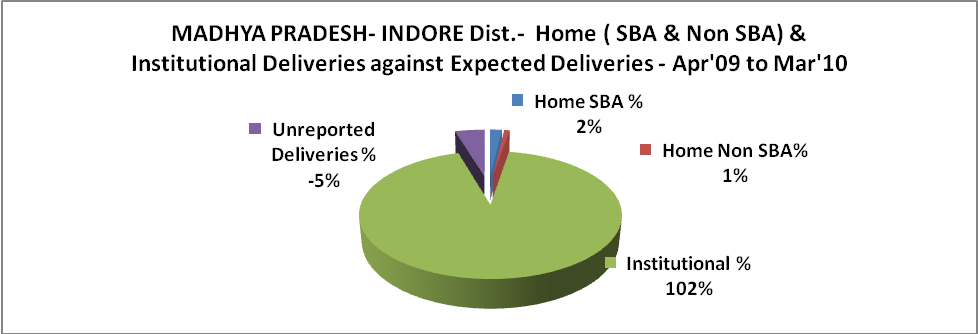 MADHYA PRADESH- INDORE Dist.- Home ( SBA & Non SBA) &
Institutional Deliveries against Expected Deliveries - Apr'09 to Mar'10
Home SBA %
2%
Unreported
Deliveries %
-5%
Home Non SBA%
1%
Institutional %
102%